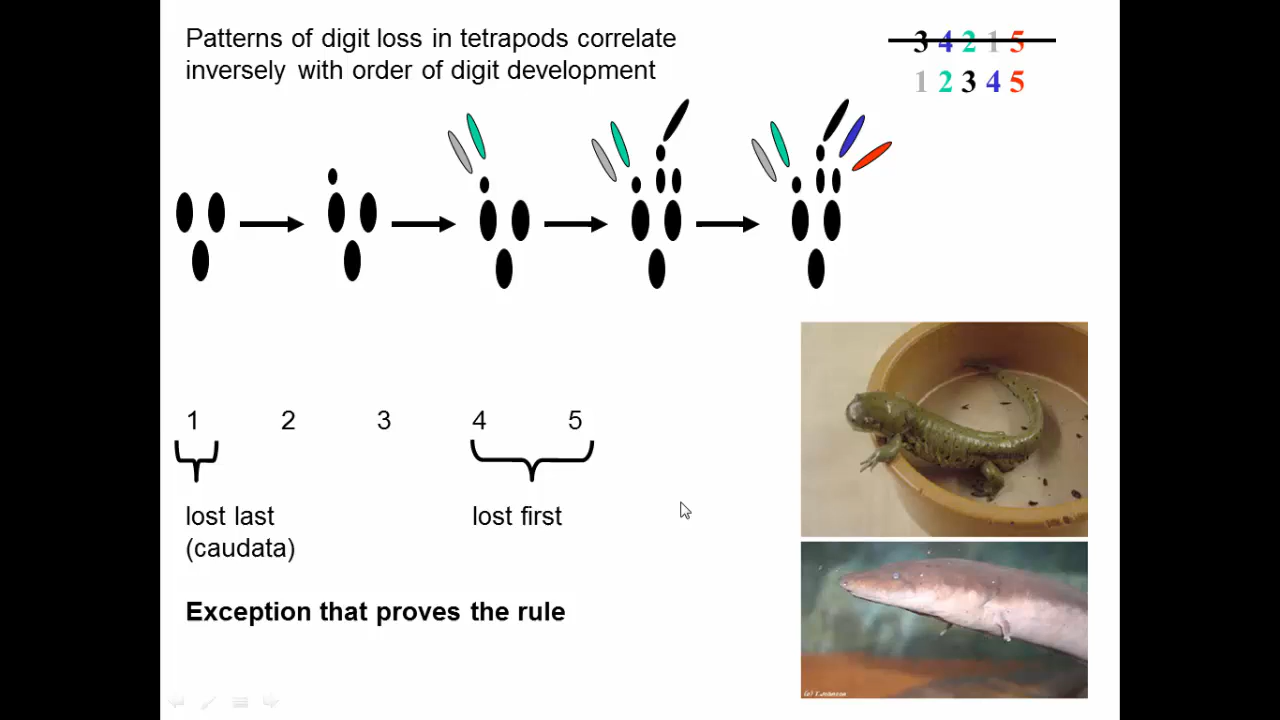 Patterns of digit loss in tetrapods correlate
inversely with order of digit development
3 4 2 1 5
1 2 3 4 5
1 2 3 4 5
lost last
(caudata)
lost first
Exception that proves the rule